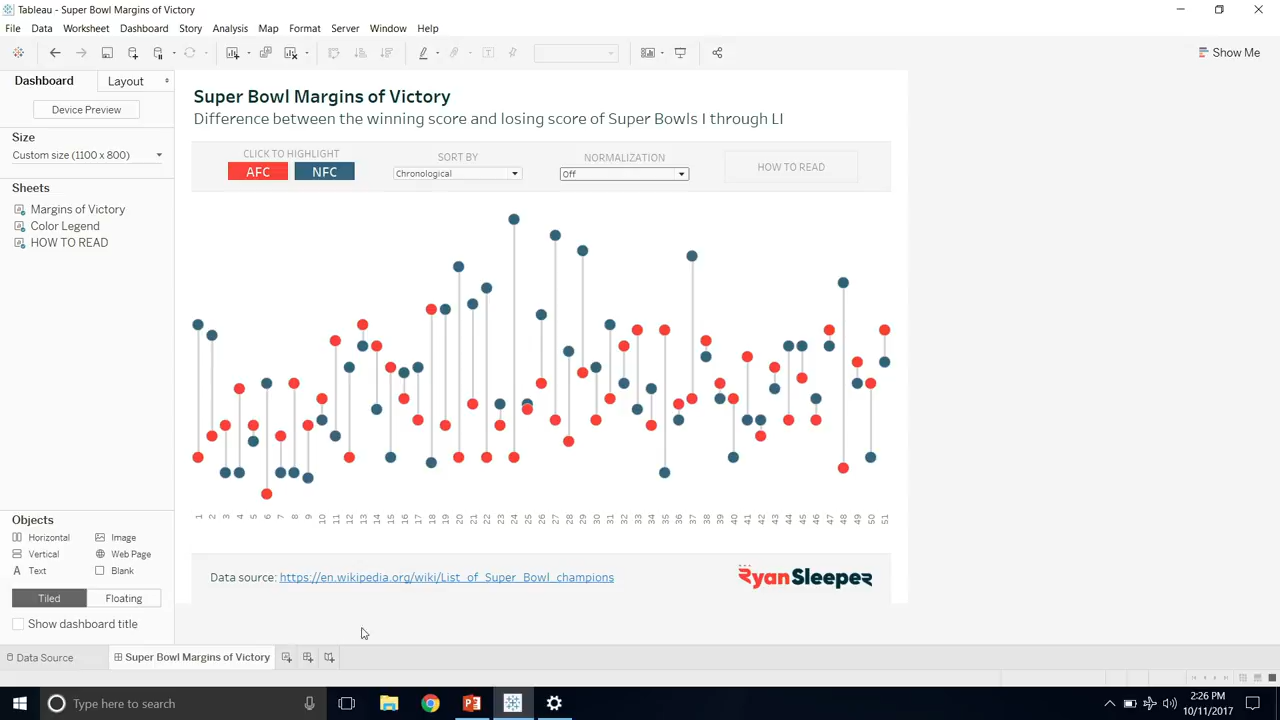 Tableau - Super Bowl Margins of Victory
File Data Worksheet Dashboard Story Analysis Map Format Server Window Help
Show Me
Dashboard Layout
Device Preview
Size
Custom size (1100 x 800)
Sheets
Margins of Victory
Color Legend
HOW TO READ
Super Bowl Margins of Victory
Difference between the winning score and losing score of Super Bowls I through LI
CLICK TO HIGHLIGHT SORT BY NORMALIZATION
AFC NFC Chronological Off HOW TO READ
1 2 3 4 5 6 7 8 9 10 11 12 13 14 15 16 17 18 19 20 21 22 23 24 25 26 27 28 29 30 31 32 33 34 35 36 37 38 39 40 41 42 43 44 45 46 47 48 49 50 51
Data source: https://en.wikipedia.org/wiki/List_of_Super_Bowl_champions
RyanSleeper
Objects
Horizontal Image
Vertical Web Page
Text Blank
Tiled Floating
Show dashboard title
Data Source Super Bowl Margins of Victory
Type here to search
2:26 PM
10/11/2017